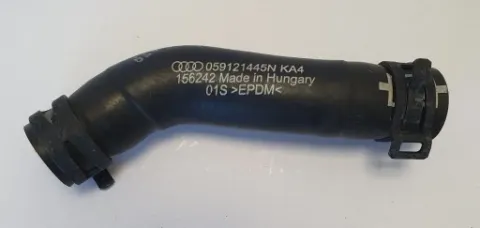 059121445N KA4
156242 Made in Hungary
01S >EPDM<